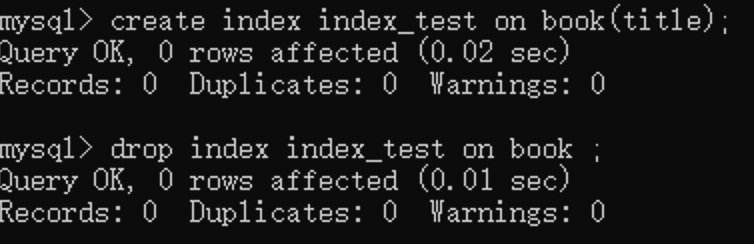 mysql> create index index_test on book(title);
Query OK, 0 rows affected (0.02 sec)
Records: 0  Duplicates: 0  Warnings: 0

mysql> drop index index_test on book ;
Query OK, 0 rows affected (0.01 sec)
Records: 0  Duplicates: 0  Warnings: 0